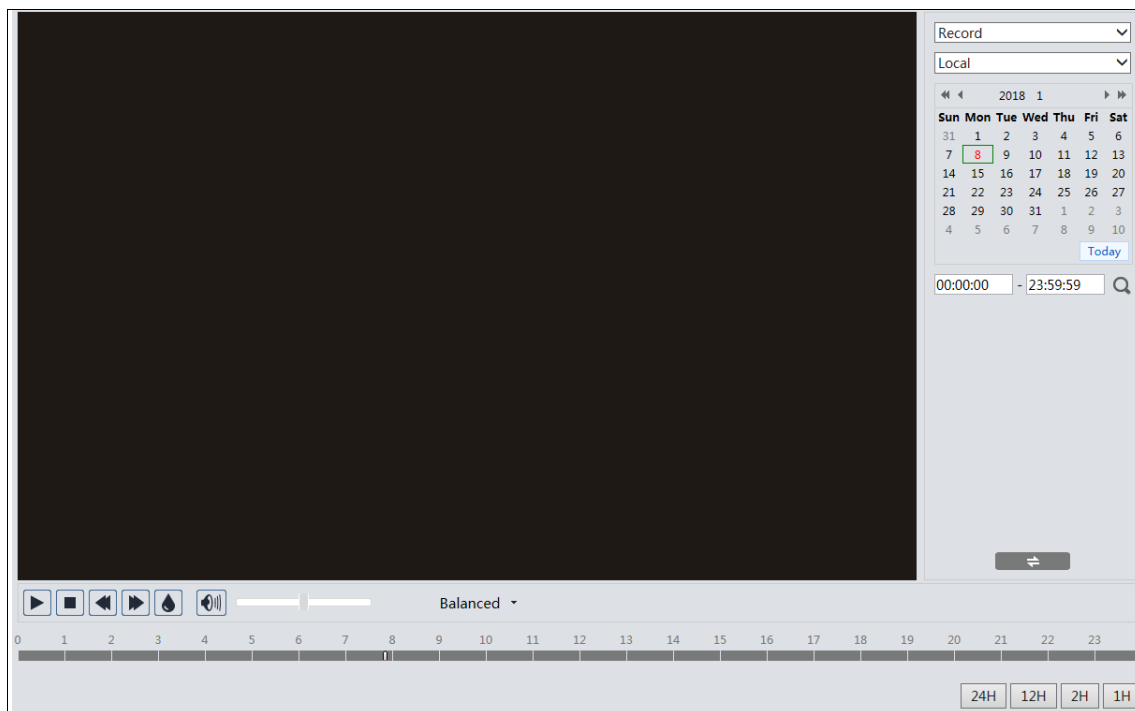 Record
Local
2018 1
Sun Mon Tue Wed Thu Fri Sat
31 1 2 3 4 5 6
7 8 9 10 11 12 13
14 15 16 17 18 19 20
21 22 23 24 25 26 27
28 29 30 31 1 2 3
4 5 6 7 8 9 10
Today
00:00:00 - 23:59:59
Balanced
0 1 2 3 4 5 6 7 8 9 10 11 12 13 14 15 16 17 18 19 20 21 22 23
24H 12H 2H 1H